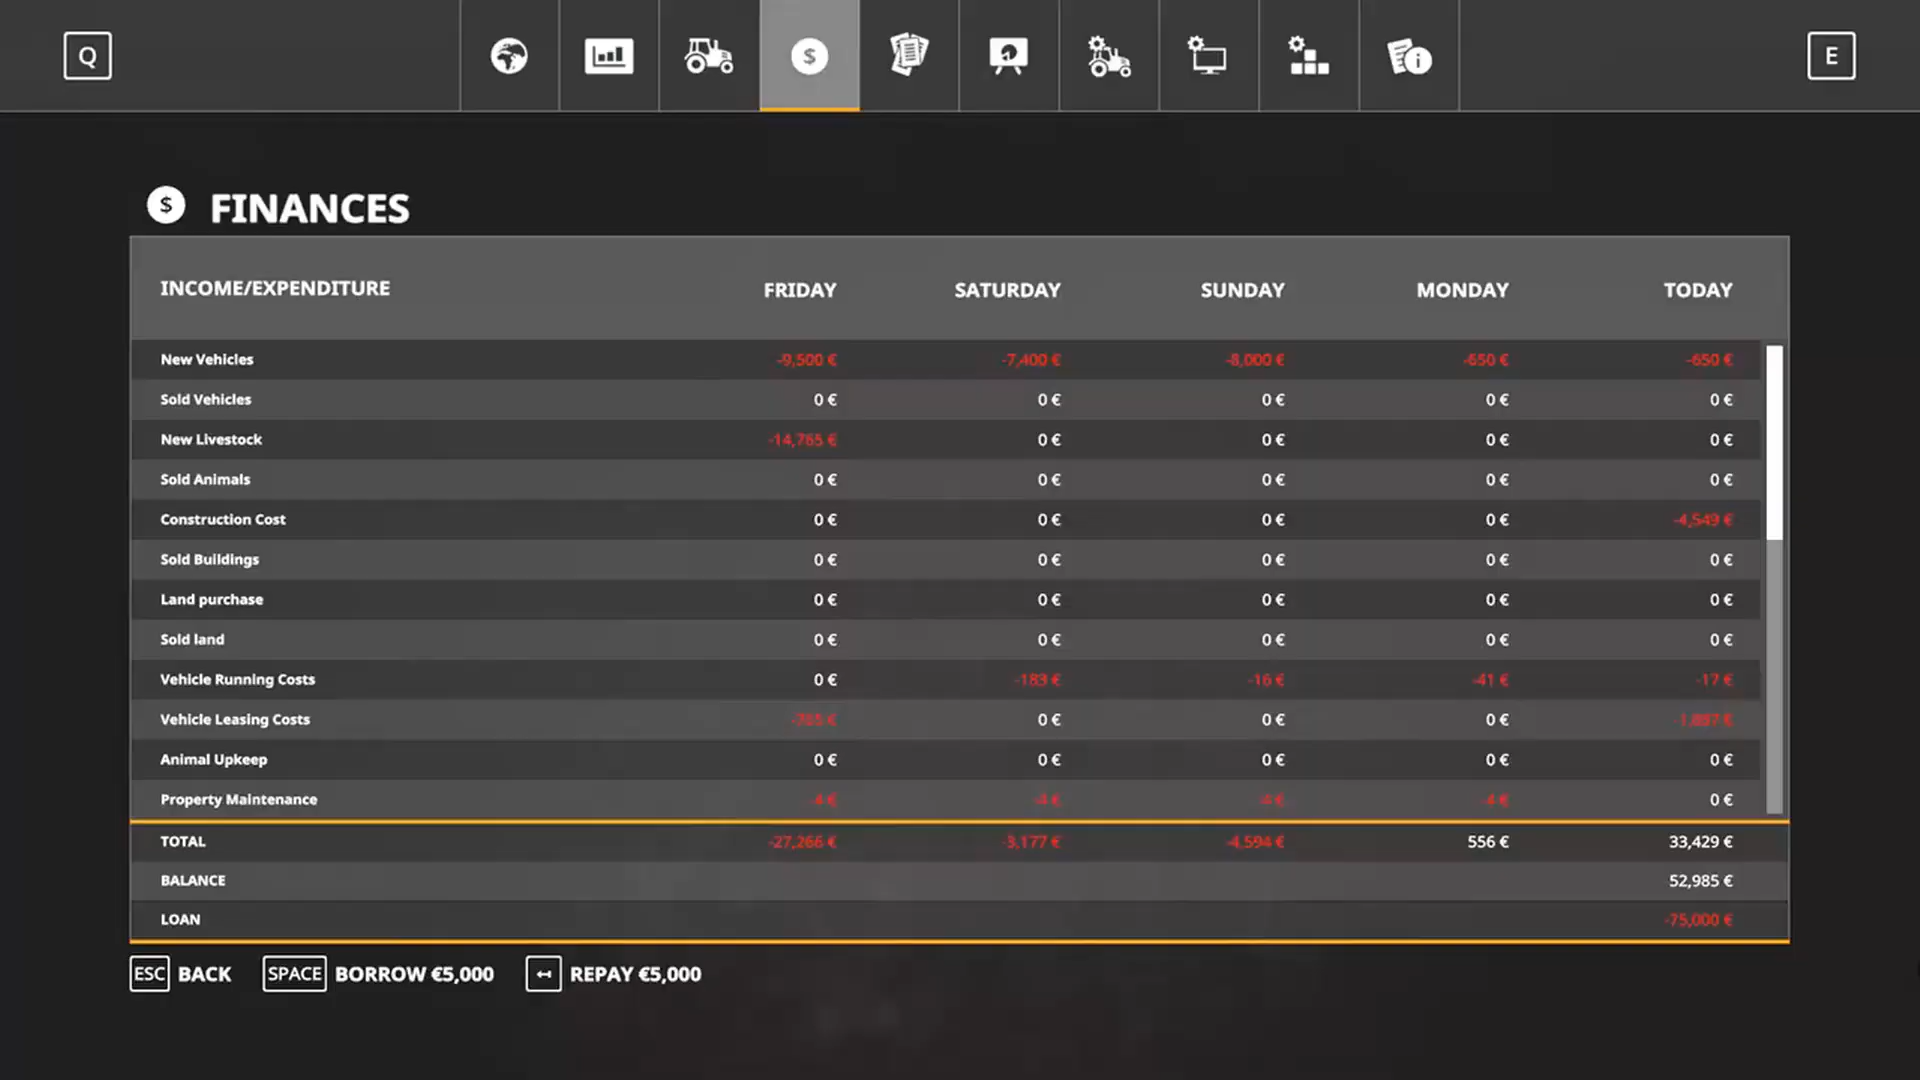 Q
E
$ FINANCES
INCOME/EXPENDITURE FRIDAY SATURDAY SUNDAY MONDAY TODAY
New Vehicles -9,500 € -7,400 € -8,000 € -650 € -650 €
Sold Vehicles 0 € 0 € 0 € 0 € 0 €
New Livestock -14,765 € 0 € 0 € 0 € 0 €
Sold Animals 0 € 0 € 0 € 0 € 0 €
Construction Cost 0 € 0 € 0 € 0 € -4,549 €
Sold Buildings 0 € 0 € 0 € 0 € 0 €
Land purchase 0 € 0 € 0 € 0 € 0 €
Sold land 0 € 0 € 0 € 0 € 0 €
Vehicle Running Costs 0 € -183 € -16 € -41 € -17 €
Vehicle Leasing Costs 0 € 0 € 0 €
Animal Upkeep 0 € 0 € 0 € 0 € 0 €
Property Maintenance -4 € -4 € -4 € -4 € 0 €
TOTAL -27,266 € -3,177 € -4,594 € 556 € 33,429 €
BALANCE 52,985 €
LOAN -75,000 €
ESC BACK SPACE BORROW €5,000 REPAY €5,000